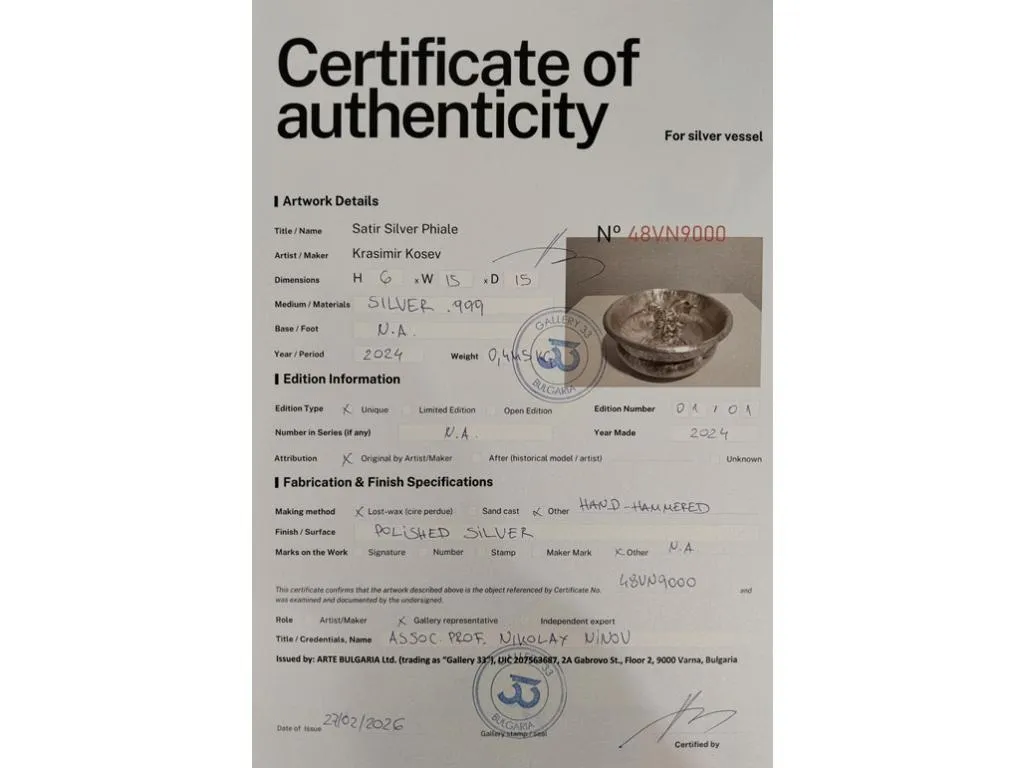 Certificate of
authenticity
For silver vessel
Artwork Details
Title / Name Satir Silver Phiale
Nº 48VN9000
Artist / Maker Krasimir Kosev
Dimensions H 6 x W 15 x D 15
Medium / Materials SILVER .999
Base / Foot N.A.
Year / Period 2024 Weight 0,445 KG
GALLERY 33
BULGARIA
Edition Information
Edition Type X Unique Limited Edition Open Edition Edition Number 01/01
Number in Series (if any) N.A. Year Made 2024
Attribution X Original by Artist/Maker After (historical model / artist) Unknown
Fabrication & Finish Specifications
Making method X Lost-wax (cire perdue) Sand cast X Other HAND-HAMMERED
Finish / Surface POLISHED SILVER
Marks on the Work Signature Number Stamp Maker Mark X Other N.A.
This certificate confirms that the artwork described above is the object referenced by Certificate No. 48VN9000 and
was examined and documented by the undersigned.
Role Artist/Maker X Gallery representative Independent expert
Title / Credentials, Name ASSOC. PROF. NIKOLAY NINOV
Issued by: ARTE BULGARIA Ltd. (trading as "Gallery 33"), UIC 207563687, 2A Gabrovo St., Floor 2, 9000 Varna, Bulgaria
GALLERY 33
BULGARIA
Date of Issue 27/02/2026
Gallery stamp / seal
Certified by